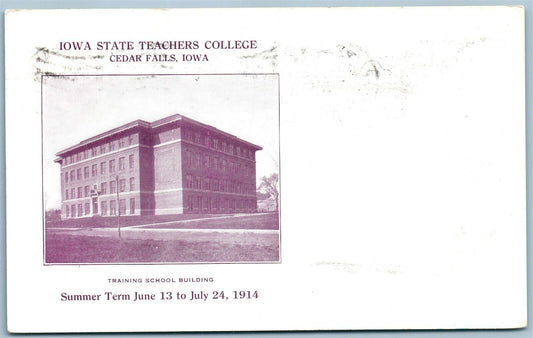 IOWA STATE TEACHERS COLLEGE
CEDAR FALLS, IOWA
TRAINING SCHOOL BUILDING
Summer Term June 13 to July 24, 1914